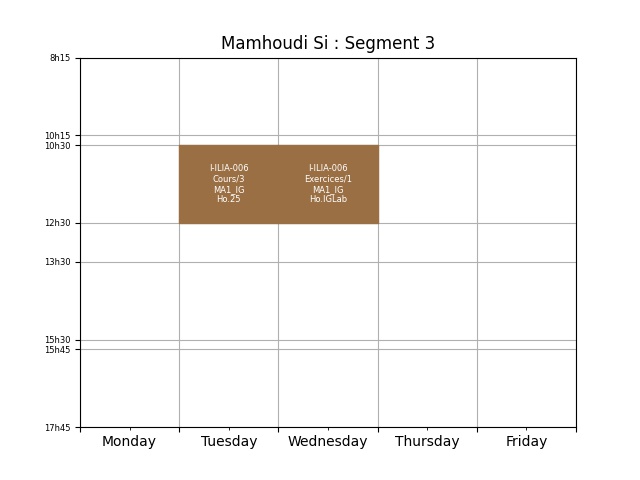 Mamhoudi Si : Segment 3
8h15
10h15
10h30
I-ILIA-006
Cours/3
MA1_IG
Ho.25
I-ILIA-006
Exercices/1
MA1_IG
Ho.IGLab
12h30
13h30
15h30
15h45
17h45
Monday Tuesday Wednesday Thursday Friday